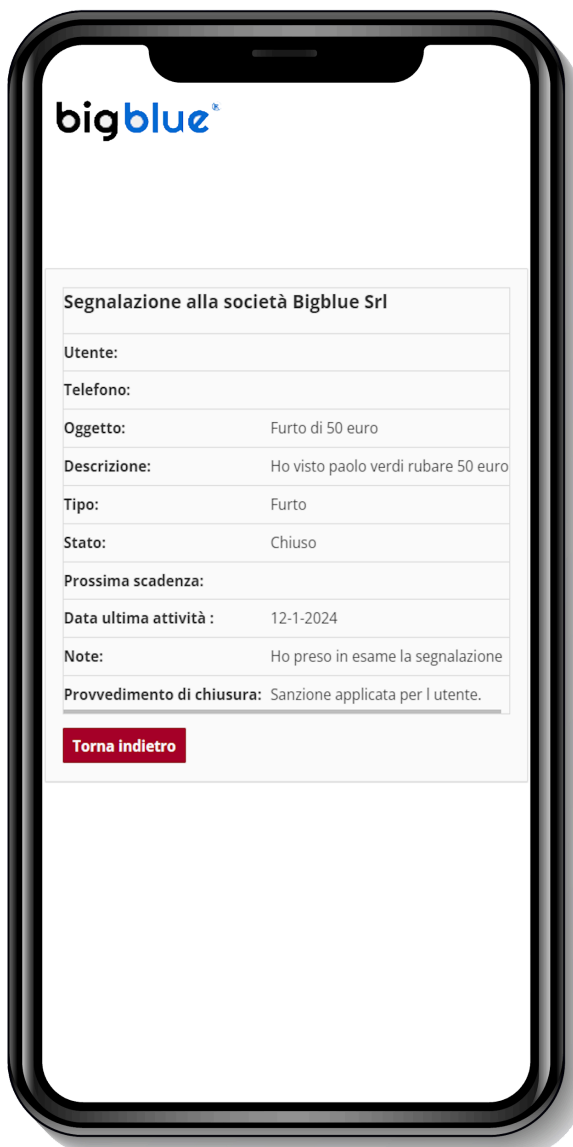 bigblue®
Segnalazione alla società Bigblue Srl
Utente:
Telefono:
Oggetto: Furto di 50 euro
Descrizione: Ho visto paolo verdi rubare 50 euro
Tipo: Furto
Stato: Chiuso
Prossima scadenza:
Data ultima attività : 12-1-2024
Note: Ho preso in esame la segnalazione
Provvedimento di chiusura: Sanzione applicata per l utente.
Torna indietro